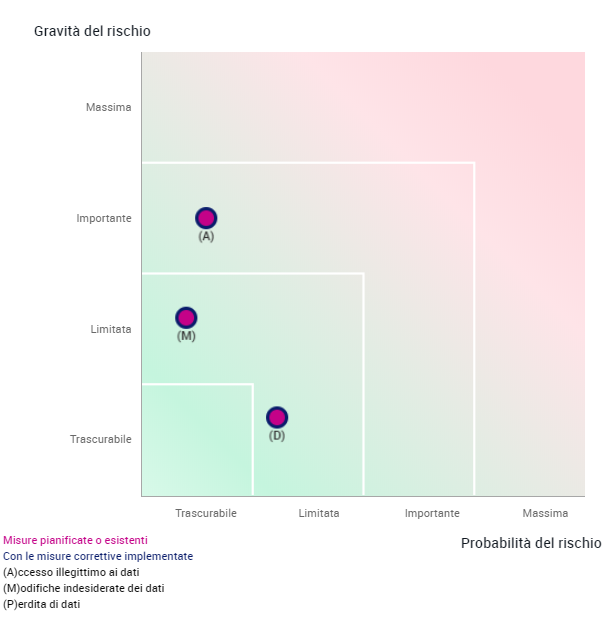 Gravità del rischio
Massima
Importante
(A)
Limitata
(M)
Trascurabile
(D)
Trascurabile
Limitata
Importante
Massima
Probabilità del rischio
Misure pianificate o esistenti
Con le misure correttive implementate
(A)ccesso illegittimo ai dati
(M)odifiche indesiderate dei dati
(P)erdita di dati